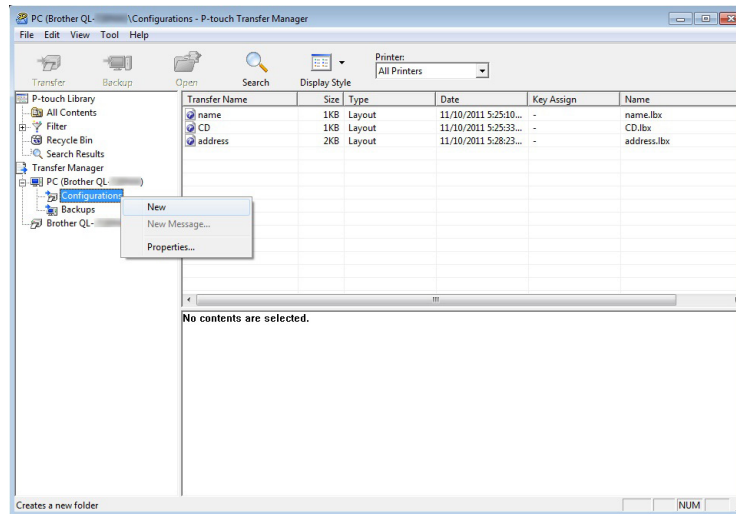 PC (Brother QL- \Configurations - P-touch Transfer Manager
File Edit View Tool Help
Transfer Backup Open Search Display Style
Printer:
All Printers
P-touch Library
All Contents
Filter
Recycle Bin
Search Results
Transfer Manager
PC (Brother QL- )
Configurations
Backups
Brother QL-
New
New Message...
Properties...
Transfer Name Size Type Date Key Assign Name
name 1KB Layout 11/10/2011 5:25:10... - name.lbx
CD 1KB Layout 11/10/2011 5:25:33... - CD.lbx
address 2KB Layout 11/10/2011 5:28:23... - address.lbx
No contents are selected.
Creates a new folder NUM